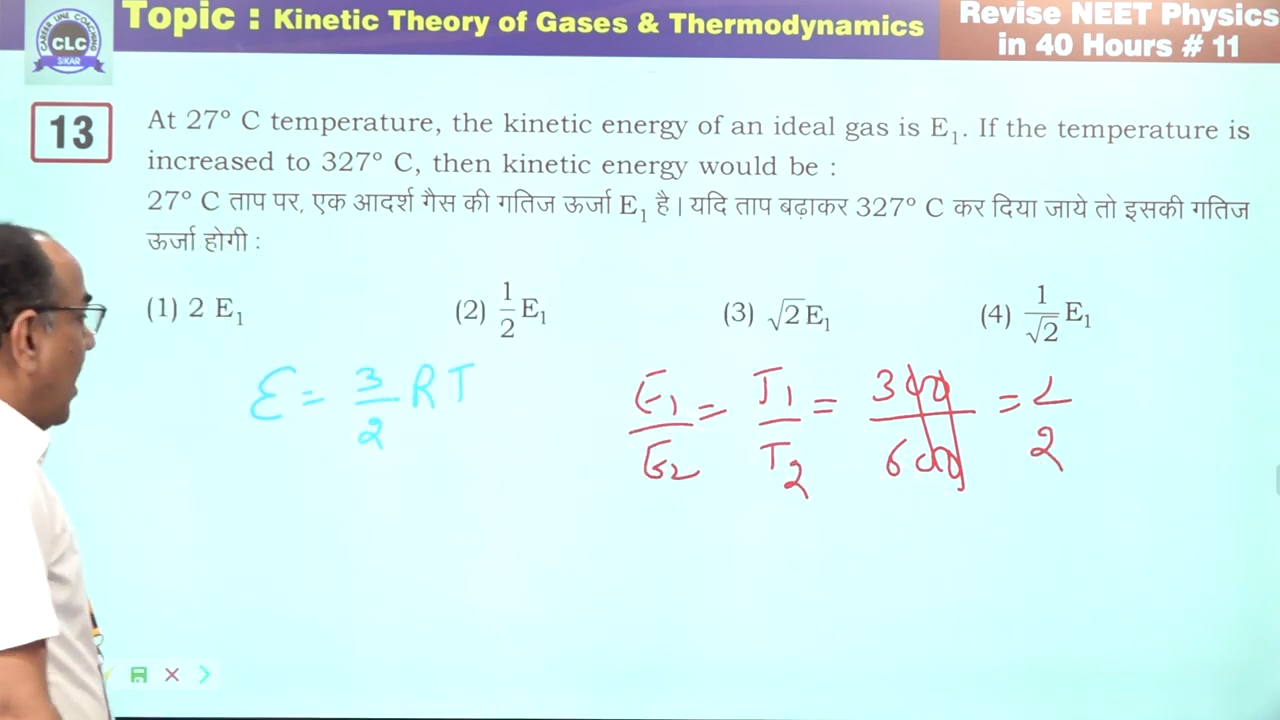 Topic : Kinetic Theory of Gases & Thermodynamics
Revise NEET Physics
in 40 Hours # 11
CAREER LINE COACHING
CLC
SIKAR
13
At 27° C temperature, the kinetic energy of an ideal gas is E₁. If the temperature is
increased to 327° C, then kinetic energy would be :
27° C ताप पर, एक आदर्श गैस की गतिज ऊर्जा E₁ है। यदि ताप बढ़ाकर 327° C कर दिया जाये तो इसकी गतिज
ऊर्जा होगी :
(1) 2 E₁ (2) 1/2 E₁ (3) √2 E₁ (4) 1/√2 E₁
E = 3/2 RT
E₁/E₂ = T₁/T₂ = 300/600 = 1/2